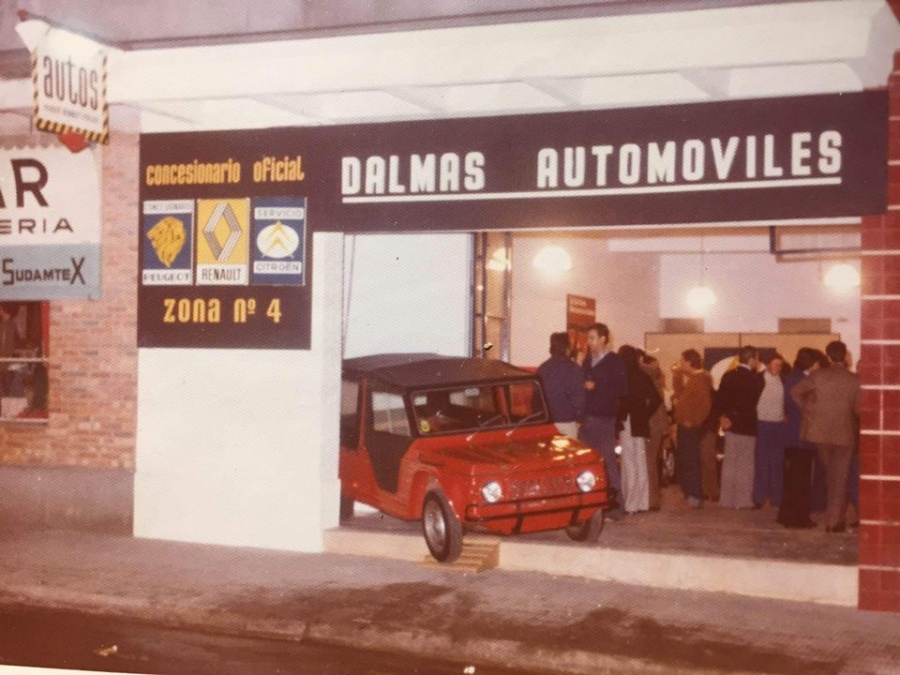 autos
AR
ERIA
SUDAMTEX
concesionario oficial
PEUGEOT
RENAULT
SERVICIO
CITROËN
zona nº 4
DALMAS AUTOMOVILES